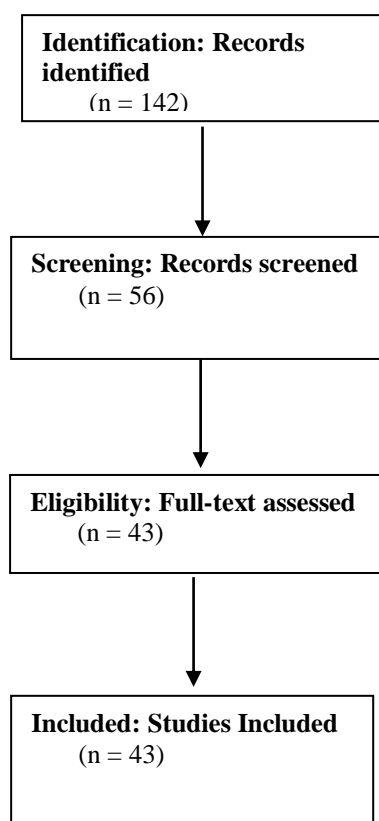 Identification: Records
identified
(n = 142)
Screening: Records screened
(n = 56)
Eligibility: Full-text assessed
(n = 43)
Included: Studies Included
(n = 43)